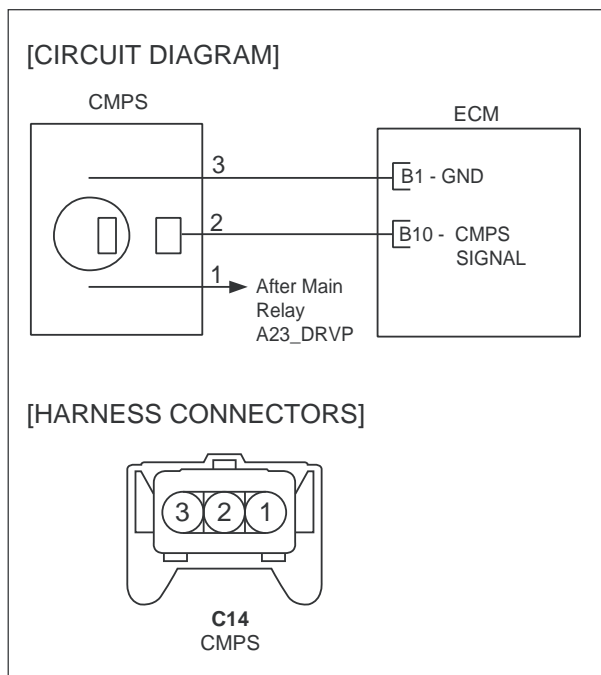 [CIRCUIT DIAGRAM]
CMPS
ECM
3
B1 - GND
2
B10 - CMPS
SIGNAL
1
After Main
Relay
A23_DRVP
[HARNESS CONNECTORS]
3 2 1
C14
CMPS